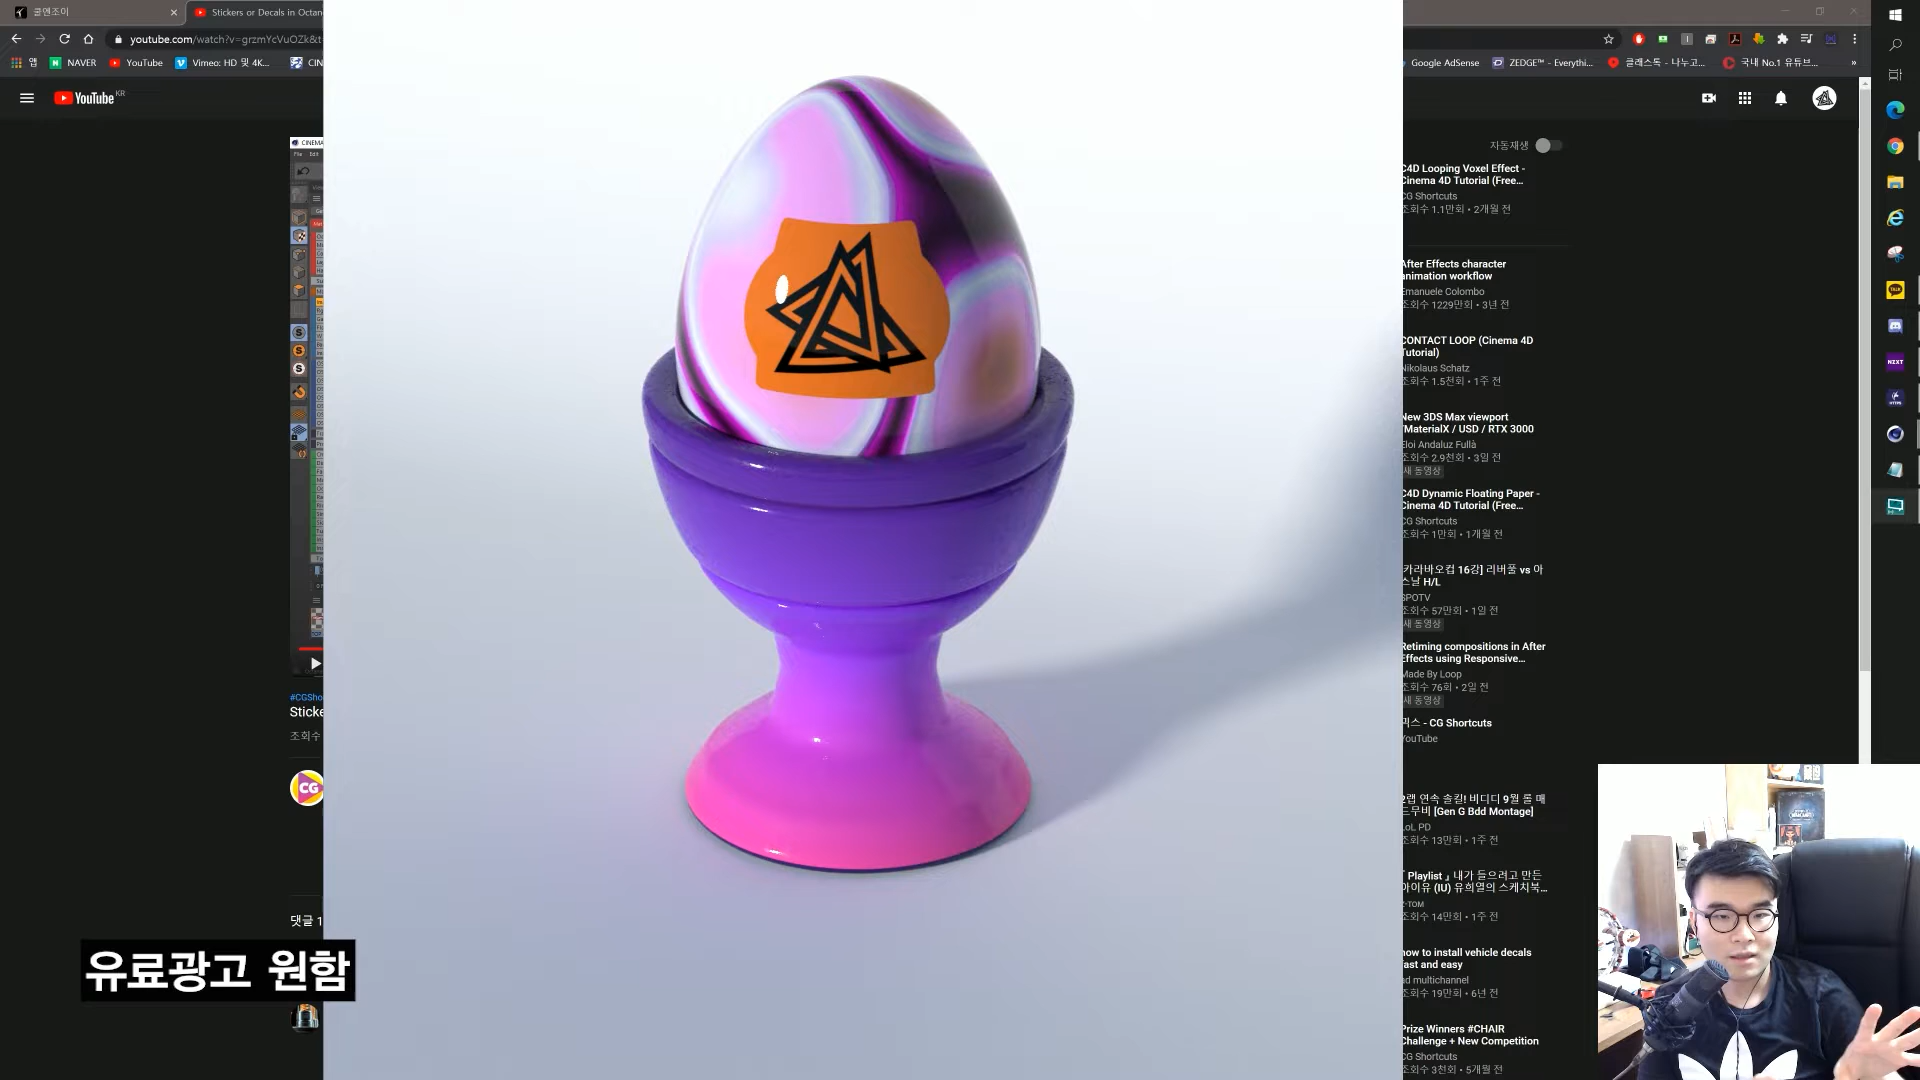 쿨앤조이
Stickers or Decals in Octan
youtube.com/watch?v=grzmYcVuOZk&t
앱
NAVER
YouTube
Vimeo: HD 및 4K...
CIN
Google AdSense
ZEDGE™ - Everythi...
클래스톡 - 나누고...
국내 No.1 유튜브...
»
YouTube KR
CINEMA
File Edit
자동재생
C4D Looping Voxel Effect -
Cinema 4D Tutorial (Free...
CG Shortcuts
조회수 1.1만회 • 2개월 전
After Effects character
animation workflow
Emanuele Colombo
조회수 1229만회 • 3년 전
CONTACT LOOP (Cinema 4D
Tutorial)
Nikolaus Schatz
조회수 1.5천회 • 1주 전
New 3DS Max viewport
/MaterialX / USD / RTX 3000
Eloi Andaluz Fullà
조회수 2.9천회 • 3일 전
새 동영상
C4D Dynamic Floating Paper -
Cinema 4D Tutorial (Free...
CG Shortcuts
조회수 1만회 • 1개월 전
[카라바오컵 16강] 리버풀 vs 아
스날 H/L
SPOTV
조회수 57만회 • 1일 전
새 동영상
Retiming compositions in After
Effects using Responsive...
Made By Loop
조회수 76회 • 2일 전
새 동영상
믹스 - CG Shortcuts
YouTube
2랩 연속 솔킬! 비디디 9월 롤 매
드무비 [Gen G Bdd Montage]
LoL PD
조회수 13만회 • 1주 전
「 Playlist 」 내가 들으려고 만든
아이유 (IU) 유희열의 스케치북...
조회수 14만회 • 1주 전
how to install vehicle decals
fast and easy
ad multichannel
조회수 19만회 • 6년 전
Prize Winners #CHAIR
Challenge + New Competition
CG Shortcuts
조회수 3천회 • 5개월 전
#CGSho
Sticke
조회수
CG
댓글 1
유료광고 원함
TALK
NZXT